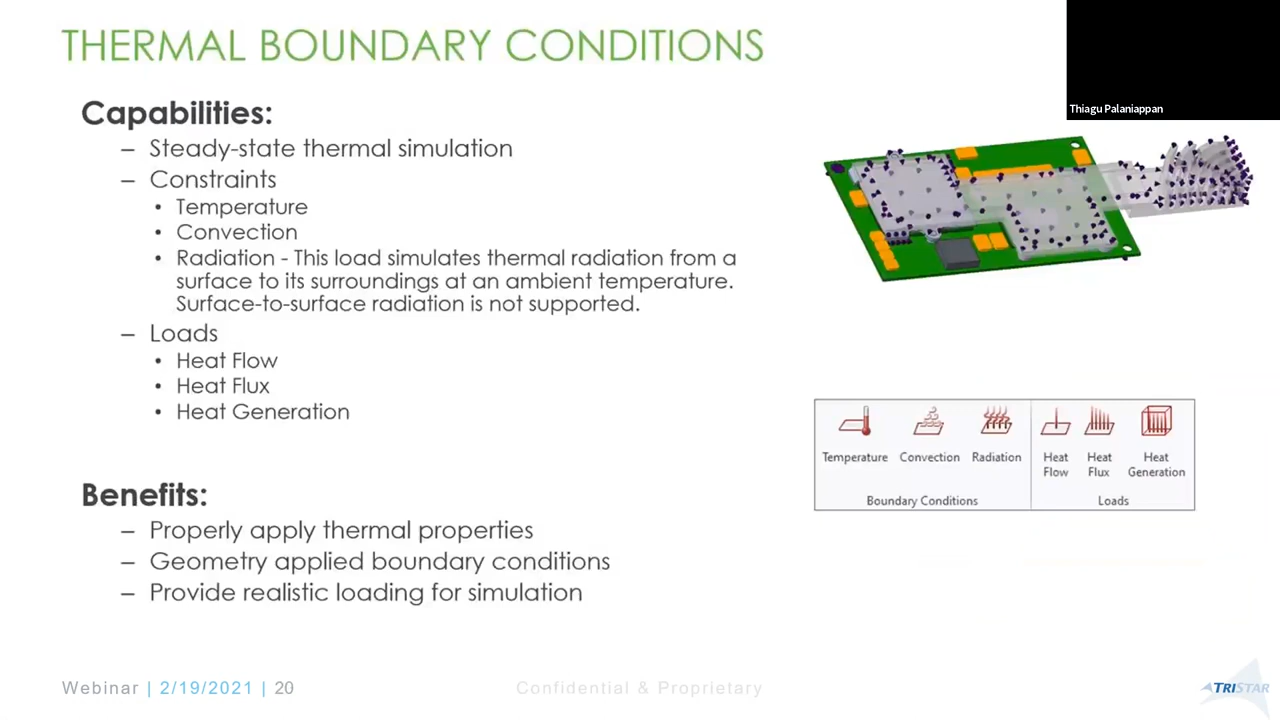 THERMAL BOUNDARY CONDITIONS
Thiagu Palaniappan
Capabilities:
– Steady-state thermal simulation
– Constraints
• Temperature
• Convection
• Radiation - This load simulates thermal radiation from a
surface to its surroundings at an ambient temperature.
Surface-to-surface radiation is not supported.
– Loads
• Heat Flow
• Heat Flux
• Heat Generation
Temperature Convection Radiation Heat Heat Heat
Flow Flux Generation
Boundary Conditions Loads
Benefits:
– Properly apply thermal properties
– Geometry applied boundary conditions
– Provide realistic loading for simulation
Webinar | 2/19/2021 | 20
Confidential & Proprietary
TRISTAR